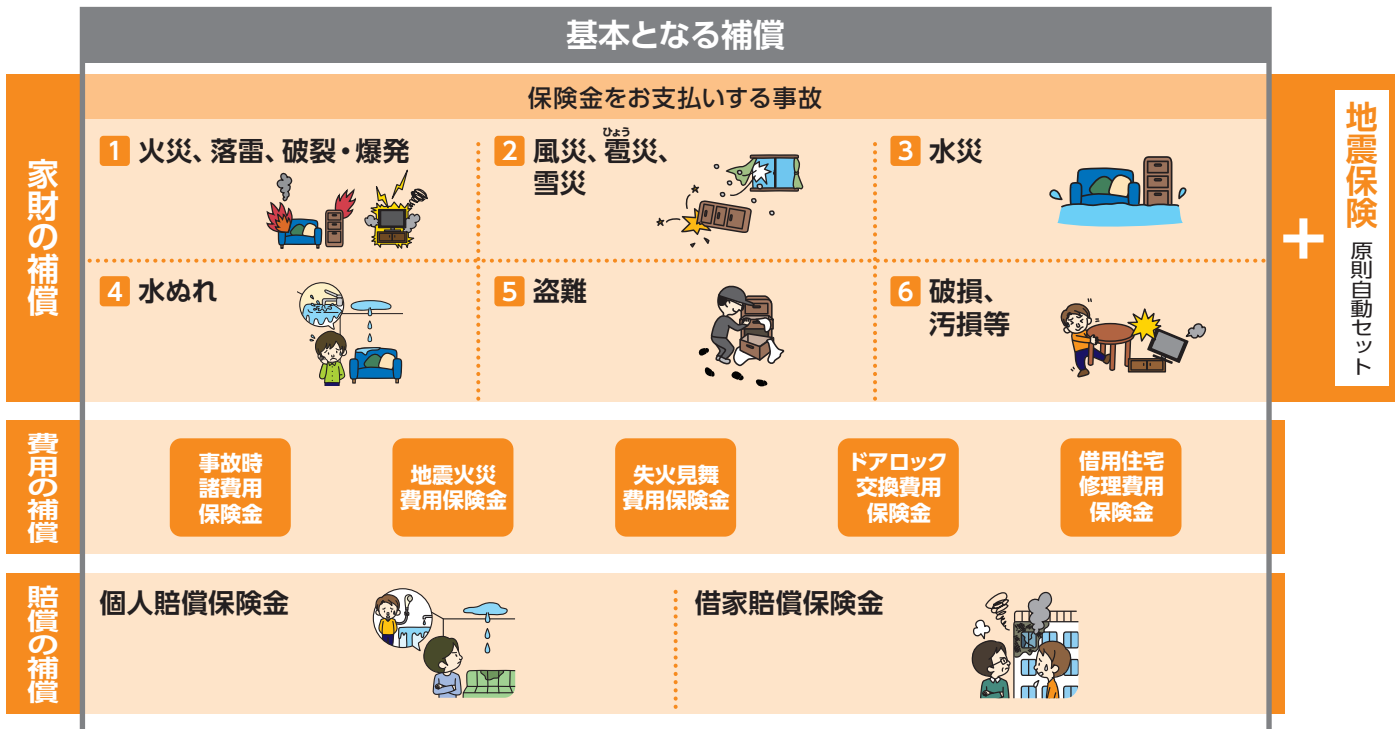 基本となる補償
家財の補償
保険金をお支払いする事故
1 火災、落雷、破裂・爆発
2 風災、雹災、
ひょう
雪災
3 水災
4 水ぬれ
5 盗難
6 破損、
汚損等
+
地震保険
原則自動セット
費用の補償
事故時
諸費用
保険金
地震火災
費用保険金
失火見舞
費用保険金
ドアロック
交換費用
保険金
借用住宅
修理費用
保険金
賠償の補償
個人賠償保険金
借家賠償保険金